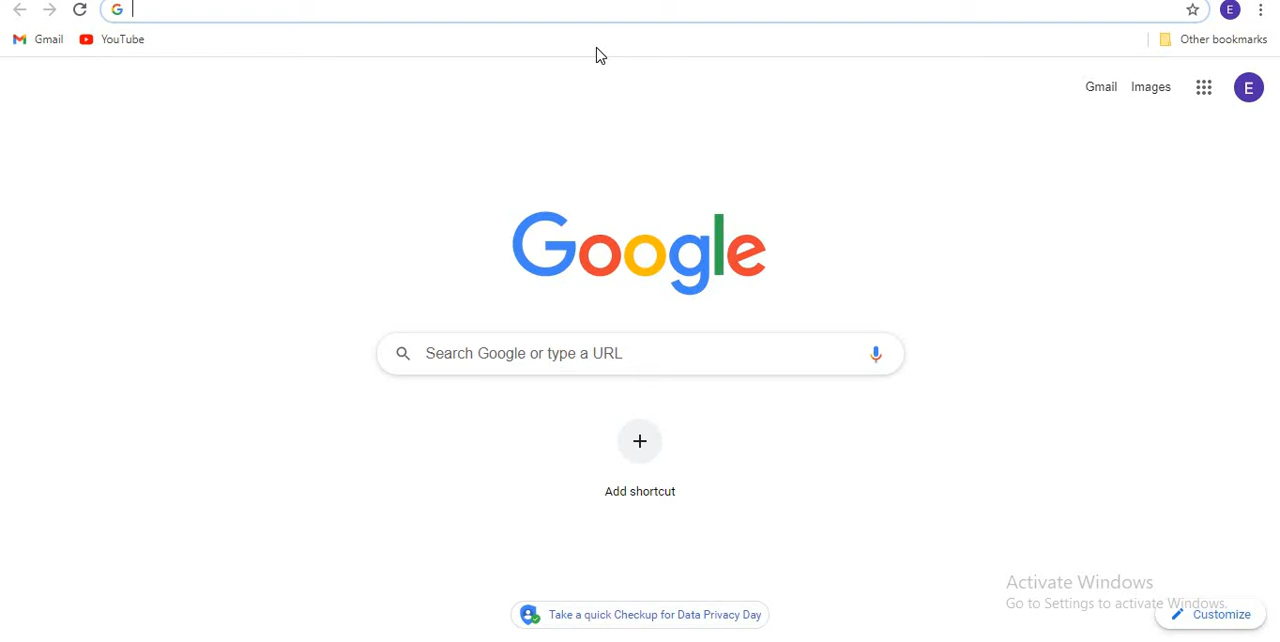 E
Gmail YouTube Other bookmarks
Gmail Images E
Google
Search Google or type a URL
Add shortcut
Activate Windows
Go to Settings to activate Windows.
Take a quick Checkup for Data Privacy Day
Customize